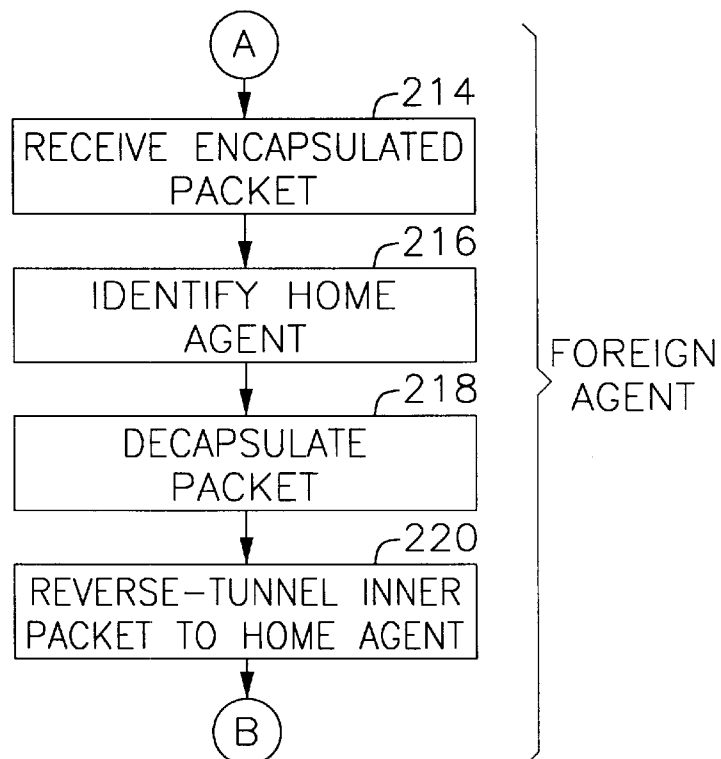 A
214
RECEIVE ENCAPSULATED
PACKET
216
IDENTIFY HOME
AGENT
218
DECAPSULATE
PACKET
220
REVERSE-TUNNEL INNER
PACKET TO HOME AGENT
B
FOREIGN
AGENT